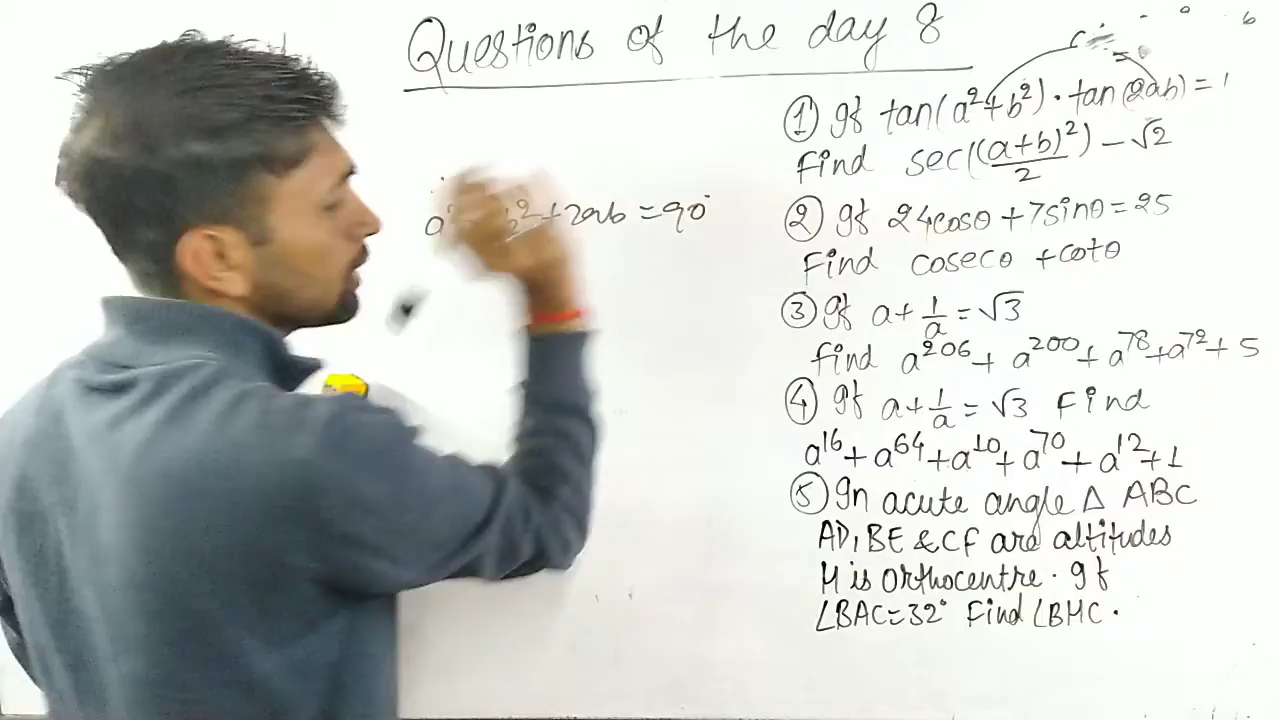 Questions of the day 8
a² b² + 2ab = 90°
① If tan(a² + b²) · tan(2ab) = 1
Find sec((a+b)²/2) - √2
② If 24cosθ + 7sinθ = 25
Find cosecθ + cotθ
③ If a + 1/a = √3
find a²⁰⁶ + a²⁰⁰ + a⁷⁸ + a⁷² + 5
④ If a + 1/a = √3 Find
a¹⁶ + a⁶⁴ + a¹⁰ + a⁷⁰ + a¹² + 1
⑤ In acute angle Δ ABC
AD, BE & CF are altitudes
M is Orthocentre. If
∠BAC = 32° Find ∠BMC.